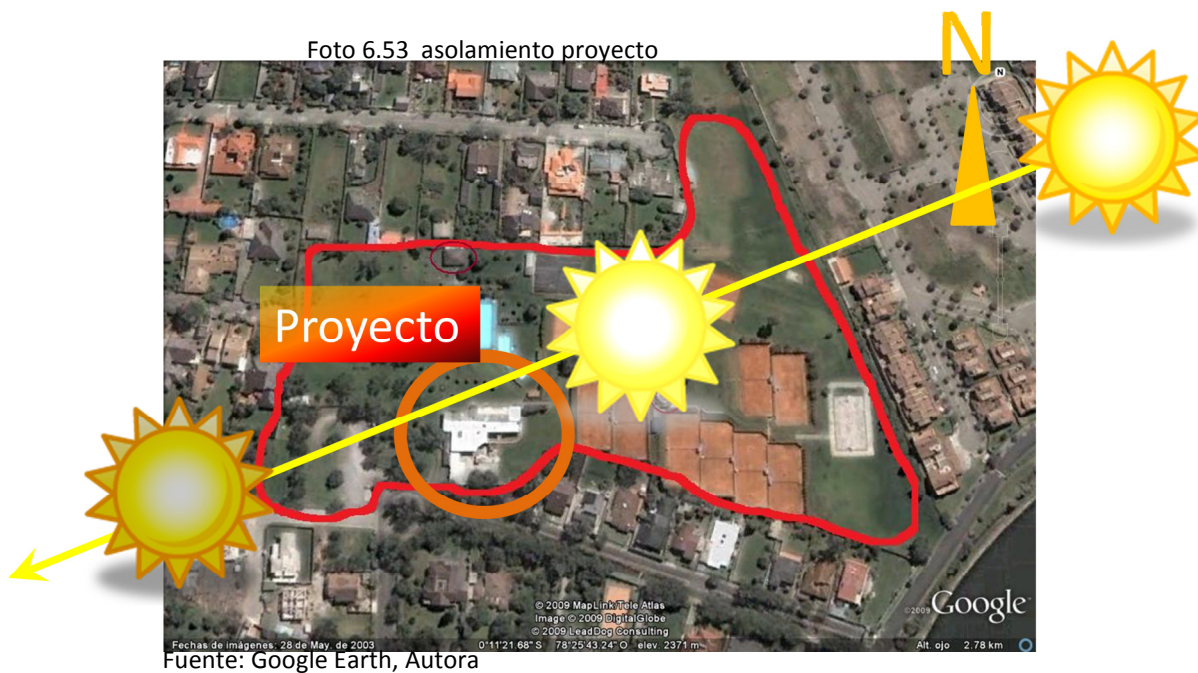 Foto 6.53 asolamiento proyecto
N
N
Proyecto
© 2009 MapLink/Tele Atlas
Image © 2009 DigitalGlobe
© 2009 LeadDog Consulting
©2009 Google
Fechas de imágenes: 28 de May. de 2003 0°11'21.68" S 78°25'43.24" O elev. 2371 m Alt. ojo 2.78 km
Fuente: Google Earth, Autora